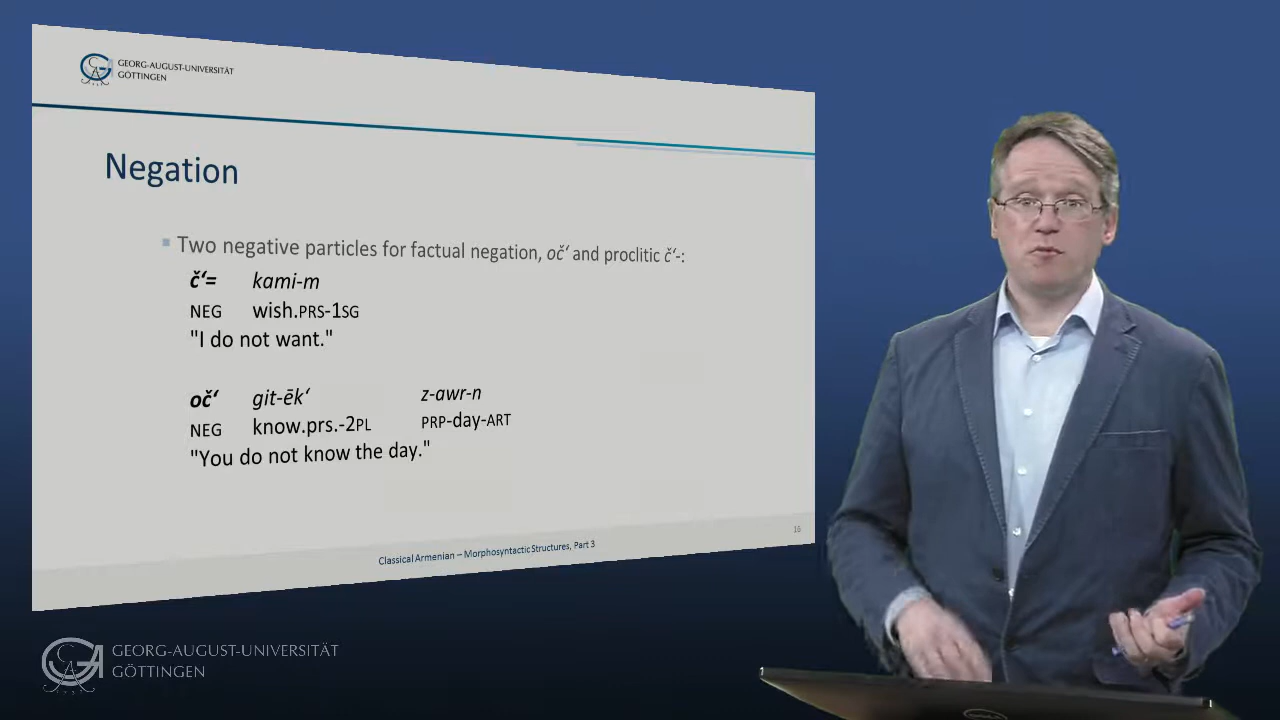 GEORG-AUGUST-UNIVERSITÄT
GÖTTINGEN
Negation
Two negative particles for factual negation, oč‘ and proclitic č‘-:
č‘= kami-m
NEG wish.PRS-1SG
"I do not want."
oč‘ git-ēk‘ z-awr-n
NEG know.prs.-2PL PRP-day-ART
"You do not know the day."
16
Classical Armenian – Morphosyntactic Structures, Part 3
GEORG-AUGUST-UNIVERSITÄT
GÖTTINGEN